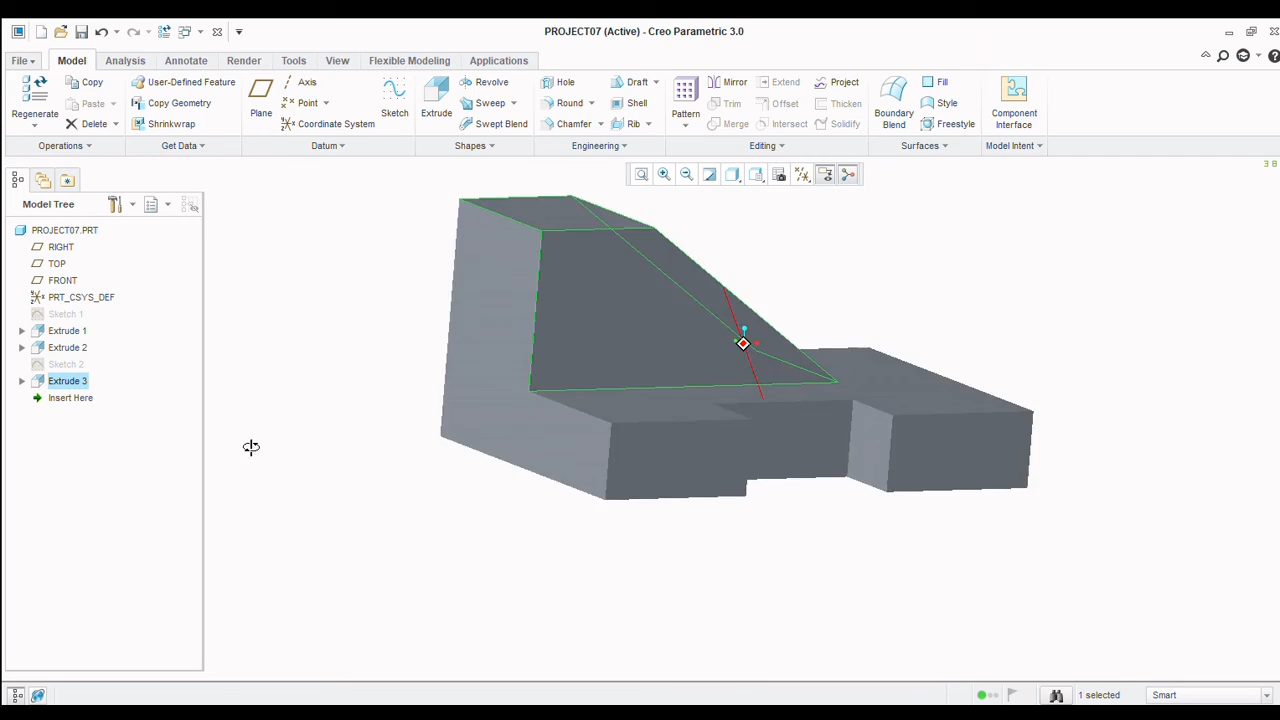 PROJECT07 (Active) - Creo Parametric 3.0
File Model Analysis Annotate Render Tools View Flexible Modeling Applications
Regenerate Copy Paste Delete
User-Defined Feature Copy Geometry Shrinkwrap
Plane Axis Point Coordinate System Sketch
Extrude Revolve Sweep Swept Blend
Hole Round Chamfer Draft Shell Rib
Pattern Mirror Trim Merge Extend Offset Intersect Project Thicken Solidify
Boundary Blend Fill Style Freestyle
Component Interface
Operations Get Data Datum Shapes Engineering Editing Surfaces Model Intent
3 8
Model Tree
PROJECT07.PRT
RIGHT
TOP
FRONT
PRT_CSYS_DEF
Sketch 1
Extrude 1
Extrude 2
Sketch 2
Extrude 3
Insert Here
1 selected Smart